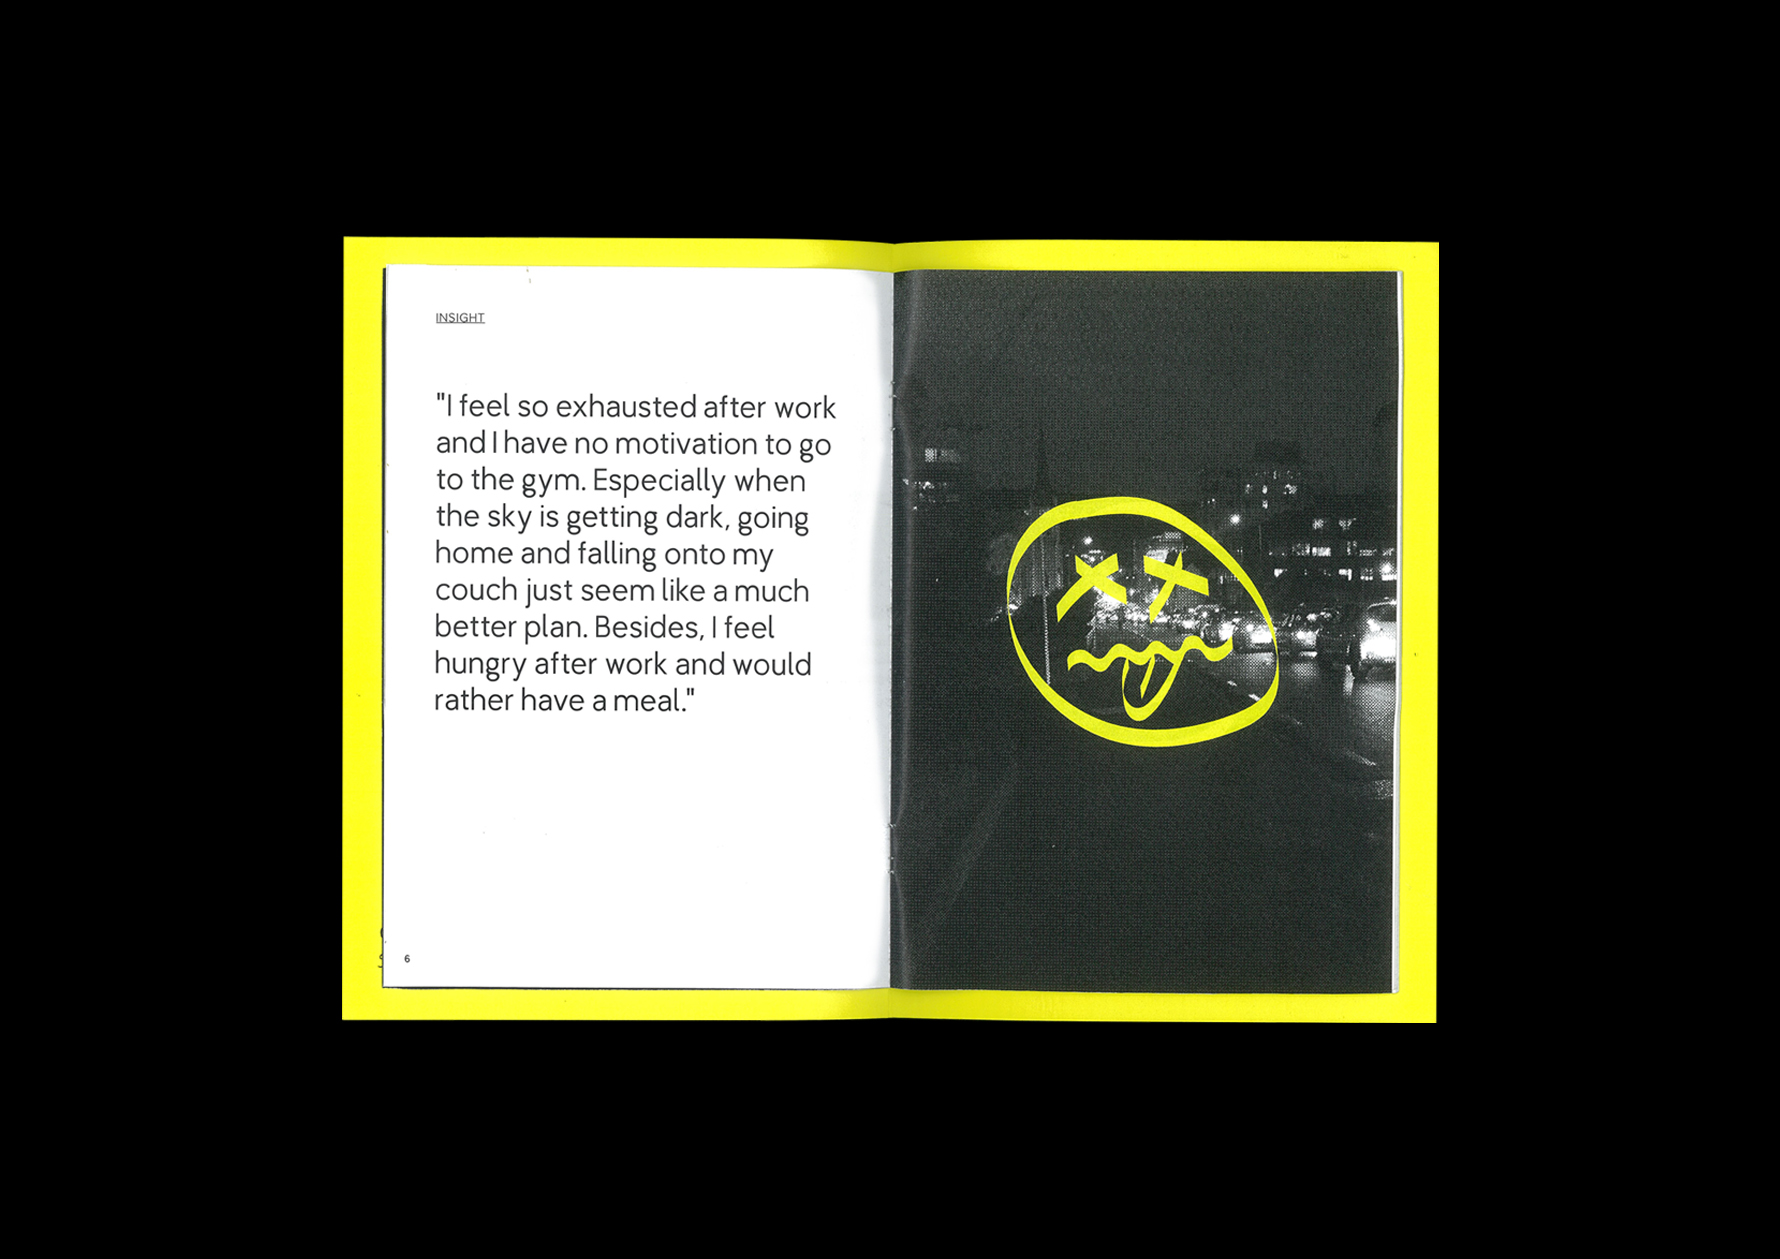 INSIGHT
"I feel so exhausted after work
and I have no motivation to go
to the gym. Especially when
the sky is getting dark, going
home and falling onto my
couch just seem like a much
better plan. Besides, I feel
hungry after work and would
rather have a meal."
6